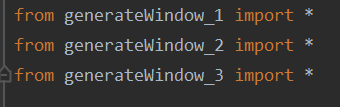 from generateWindow_1 import *
from generateWindow_2 import *
from generateWindow_3 import *